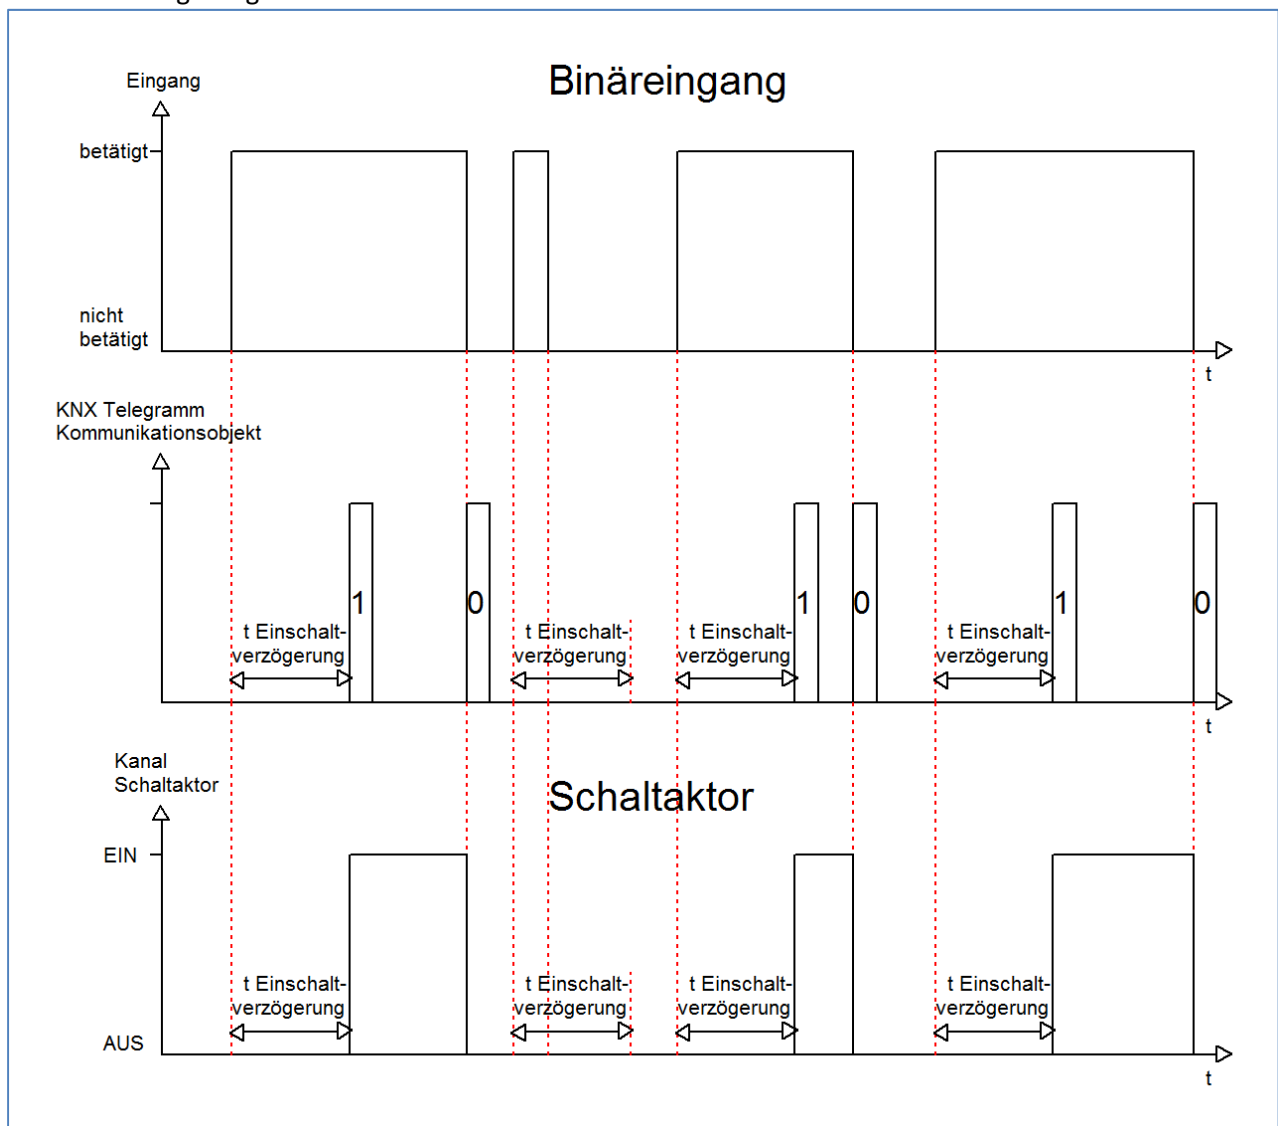 Binäreingang
Eingang
betätigt
nicht
betätigt
t
KNX Telegramm
Kommunikationsobjekt
1
0
1
0
1
0
t Einschalt-
verzögerung
t Einschalt-
verzögerung
t Einschalt-
verzögerung
t Einschalt-
verzögerung
t
Kanal
Schaltaktor
Schaltaktor
EIN
t Einschalt-
verzögerung
t Einschalt-
verzögerung
t Einschalt-
verzögerung
t Einschalt-
verzögerung
AUS
t